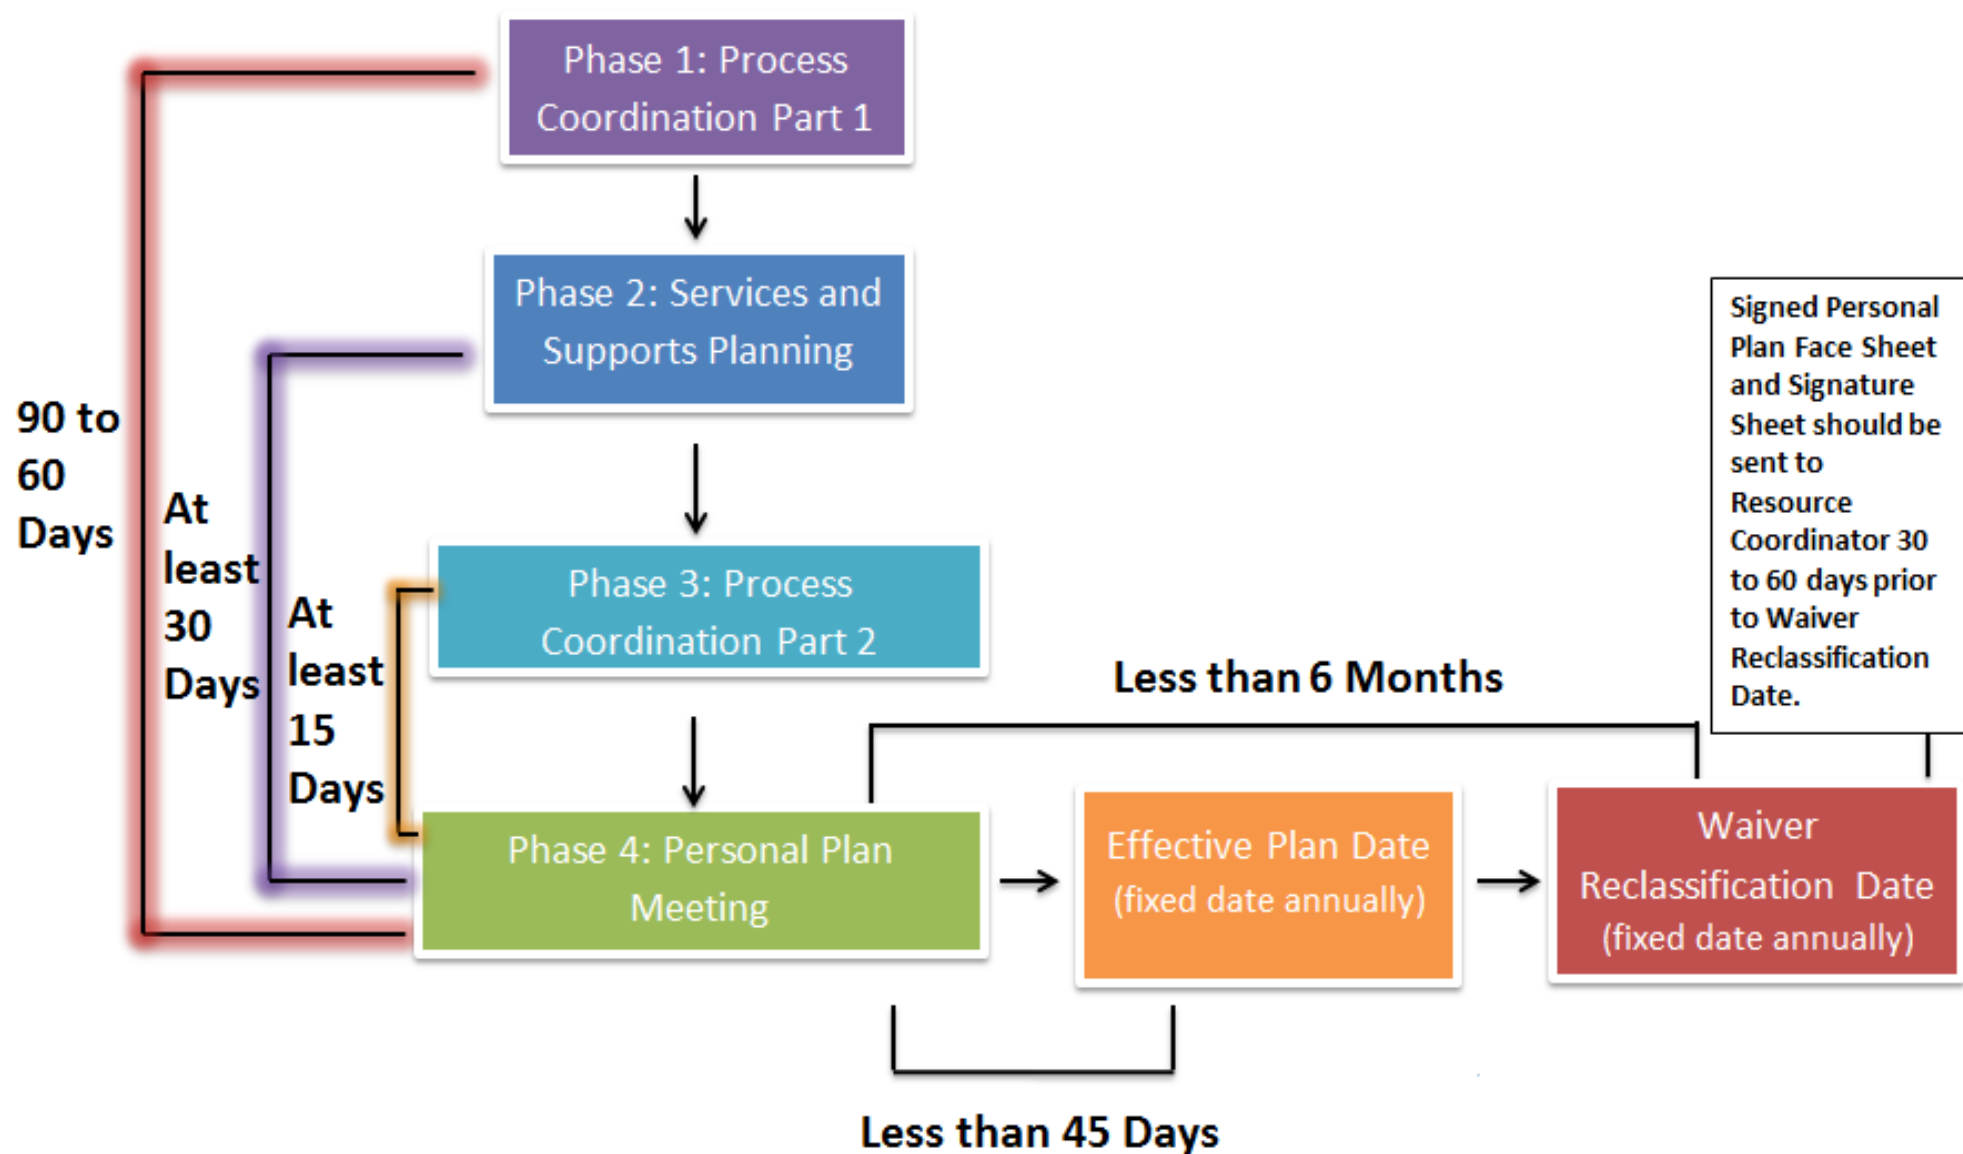 Phase 1: Process
Coordination Part 1
Phase 2: Services and
Supports Planning
Phase 3: Process
Coordination Part 2
Phase 4: Personal Plan
Meeting
90 to
60
Days
At
least
30
Days
At
least
15
Days
Less than 6 Months
Effective Plan Date
(fixed date annually)
Waiver
Reclassification Date
(fixed date annually)
Signed Personal
Plan Face Sheet
and Signature
Sheet should be
sent to
Resource
Coordinator 30
to 60 days prior
to Waiver
Reclassification
Date.
Less than 45 Days